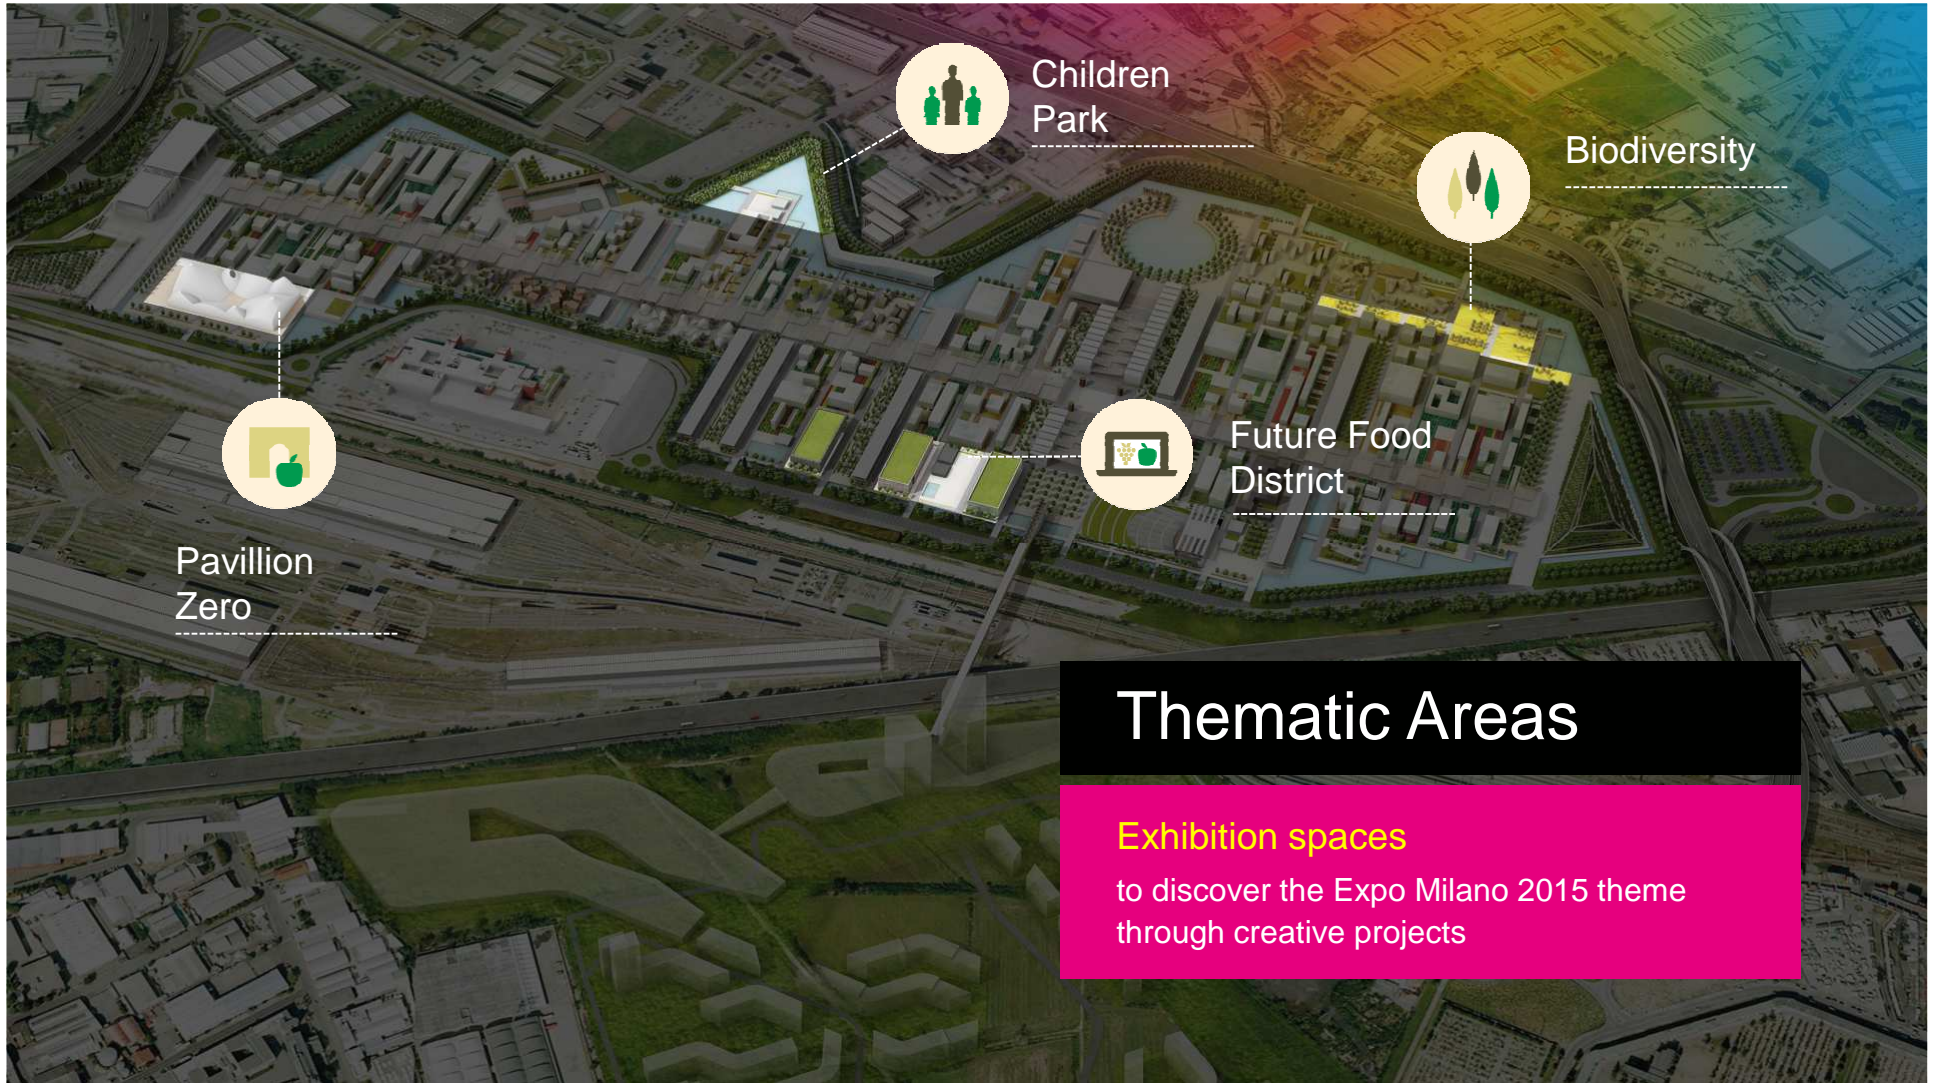 Children
Park
Biodiversity
Future Food
District
Pavillion
Zero
Thematic Areas
Exhibition spaces
to discover the Expo Milano 2015 theme
through creative projects